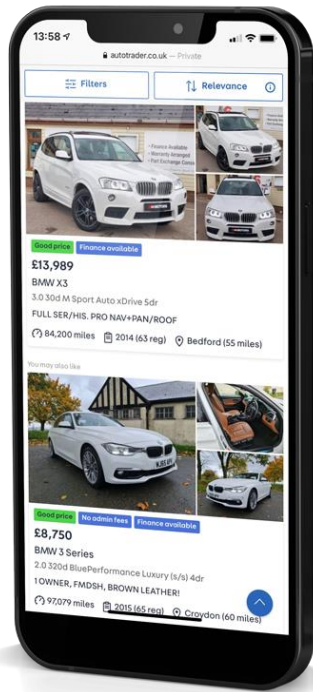 13:58
autotrader.co.uk — Private
Filters
Relevance
Good price
Finance available
£13,989
BMW X3
3.0 30d M Sport Auto xDrive 5dr
FULL SER/HIS. PRO NAV+PAN/ROOF
84,200 miles 2014 (63 reg) Bedford (55 miles)
You may also like
Good price
No admin fees
Finance available
£8,750
BMW 3 Series
2.0 320d BluePerformance Luxury (s/s) 4dr
1 OWNER, FMDSH, BROWN LEATHER!
97,079 miles 2015 (65 reg) Croydon (60 miles)